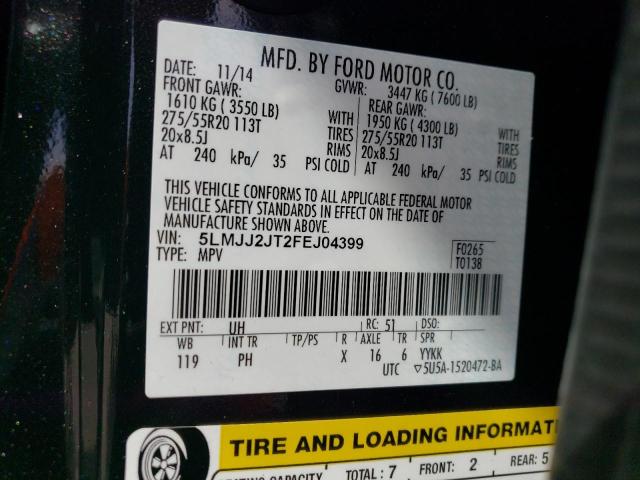 MFD. BY FORD MOTOR CO.
DATE: 11/14 GVWR: 3447 KG ( 7600 LB)
FRONT GAWR: REAR GAWR:
1610 KG ( 3550 LB) WITH 1950 KG ( 4300 LB) WITH
275/55R20 113T TIRES 275/55R20 113T TIRES
20x8.5J RIMS 20x8.5J RIMS
AT 240 kPa/ 35 PSI COLD AT 240 kPa/ 35 PSI COLD
THIS VEHICLE CONFORMS TO ALL APPLICABLE FEDERAL MOTOR
VEHICLE SAFETY STANDARDS IN EFFECT ON THE DATE OF
MANUFACTURE SHOWN ABOVE.
VIN: 5LMJJ2JT2FEJ04399 F0265
TYPE: MPV T0138
EXT PNT: UH RC: 51 DSO:
WB INT TR TP/PS R AXLE TR SPR
119 PH X 16 6 YYKK
UTC ▽5U5A-1520472-BA
TIRE AND LOADING
TOTAL: 7 FRONT: 2 REAR: 5